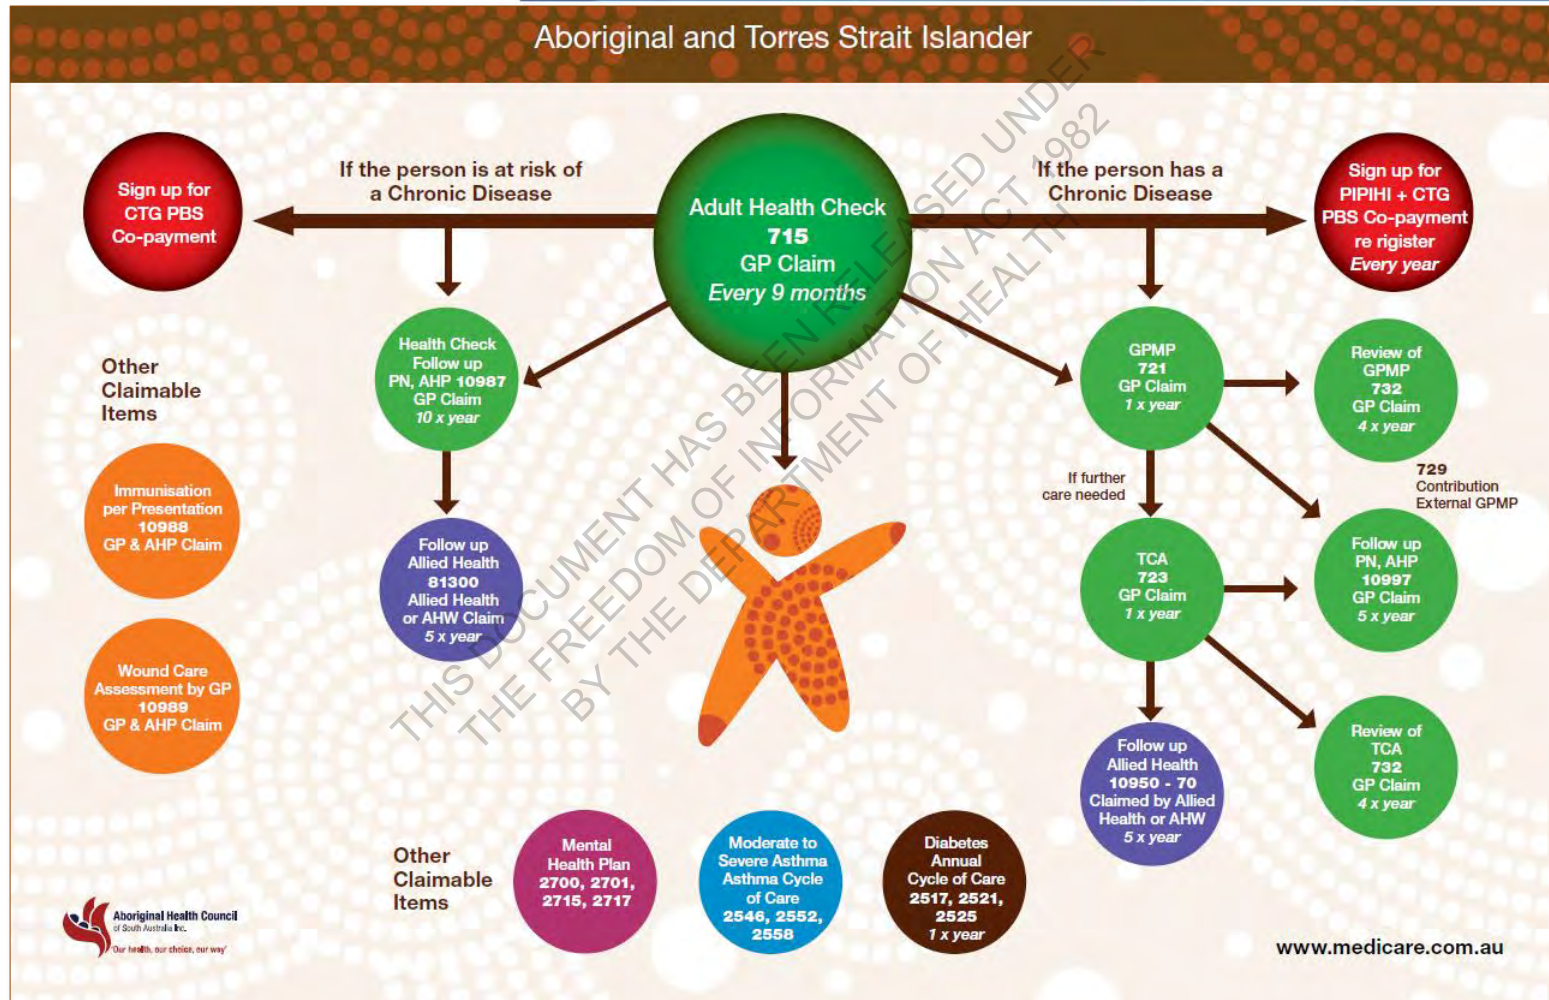 Aboriginal and Torres Strait Islander
Sign up for
CTG PBS
Co-payment
If the person is at risk of
a Chronic Disease
Adult Health Check
715
GP Claim
Every 9 months
If the person has a
Chronic Disease
Sign up for
PIPIHI + CTG
PBS Co-payment
re rigister
Every year
Other
Claimable
Items
Immunisation
per Presentation
10988
GP & AHP Claim
Wound Care
Assessment by GP
10989
GP & AHP Claim
Health Check
Follow up
PN, AHP 10987
GP Claim
10 x year
Follow up
Allied Health
81300
Allied Health
or AHW Claim
5 x year
GPMP
721
GP Claim
1 x year
Review of
GPMP
732
GP Claim
4 x year
If further
care needed
729
Contribution
External GPMP
TCA
723
GP Claim
1 x year
Follow up
PN, AHP
10997
GP Claim
5 x year
Follow up
Allied Health
10950 - 70
Claimed by Allied
Health or AHW
5 x year
Review of
TCA
732
GP Claim
4 x year
Other
Claimable
Items
Mental
Health Plan
2700, 2701,
2715, 2717
Moderate to
Severe Asthma
Asthma Cycle
of Care
2546, 2552,
2558
Diabetes
Annual
Cycle of Care
2517, 2521,
2525
1 x year
Aboriginal Health Council
of South Australia Inc.
'Our health, our choice, our way'
www.medicare.com.au
THIS DOCUMENT HAS BEEN RELEASED UNDER
THE FREEDOM OF INFORMATION ACT 1982
BY THE DEPARTMENT OF HEALTH